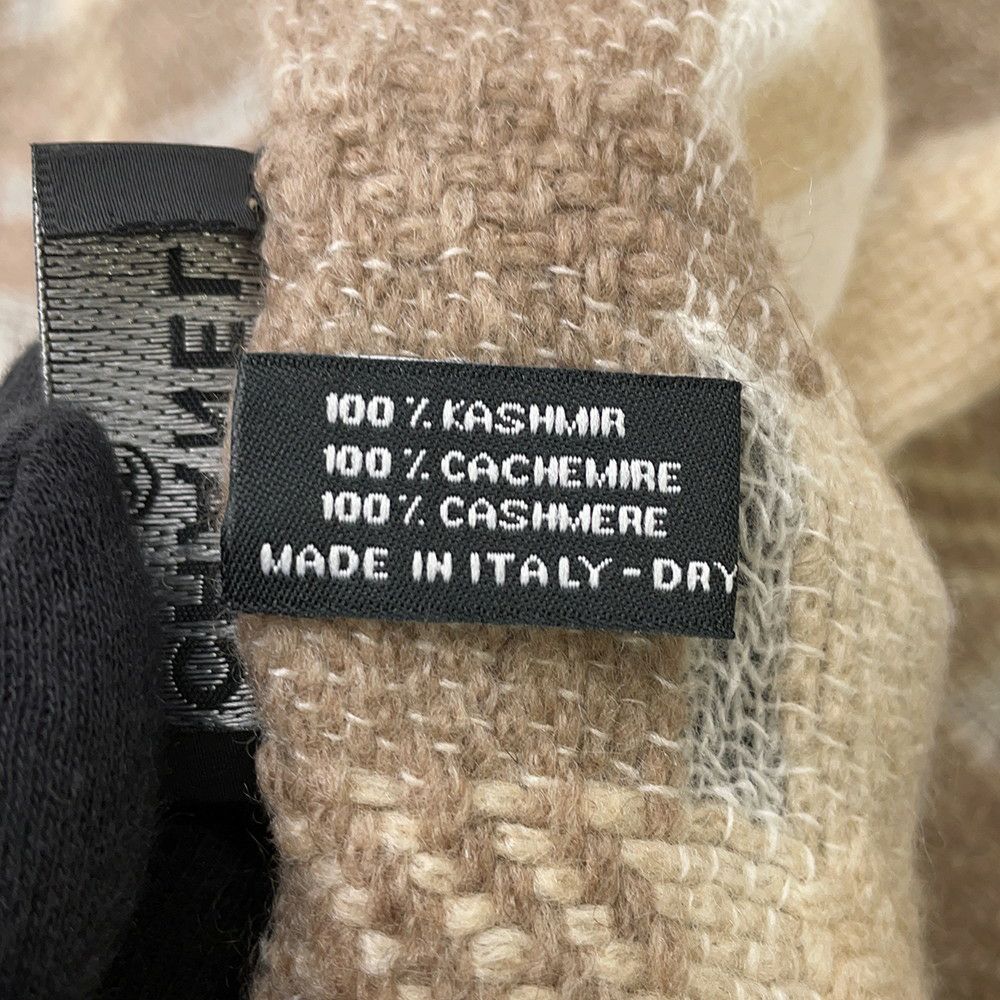 100% KASHMIR
100% CACHEMIRE
100% CASHMERE
MADE IN ITALY - DRY